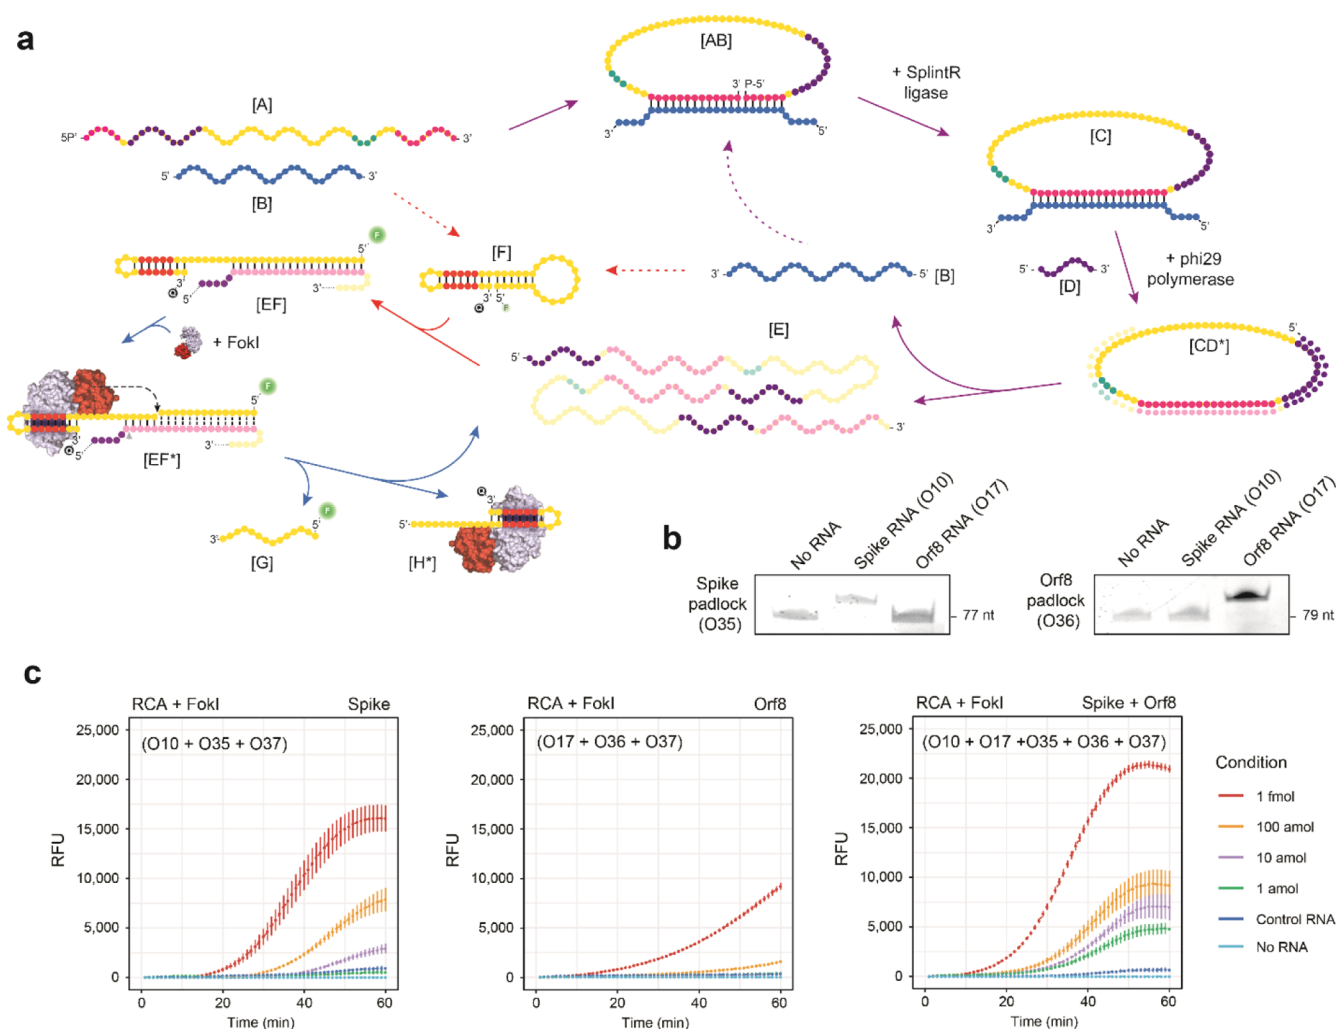 a
[A]
5P'
3'
5'
3'
[B]
[AB]
3'
P-5'
3'
5'
+ SplintR
ligase
[C]
3'
5'
+ phi29
polymerase
5'
3'
[D]
5'
[CD*]
3'
5'
[B]
[E]
5'
3'
[F]
3'
5'
Q
F
F
5'
3'
Q
5'
3'
[EF]
+ FokI
F
5'
3'
Q
5'
3'
[EF*]
F
5'
3'
[G]
Q
3'
5'
[H*]
b
No RNA
Spike RNA (O10)
Orf8 RNA (O17)
Spike
padlock
(O35)
77 nt
No RNA
Spike RNA (O10)
Orf8 RNA (O17)
Orf8
padlock
(O36)
79 nt
c
RCA + FokI
Spike
(O10 + O35 + O37)
25,000
20,000
15,000
10,000
5,000
0
RFU
0
20
40
60
Time (min)
RCA + FokI
Orf8
(O17 + O36 + O37)
25,000
20,000
15,000
10,000
5,000
0
RFU
0
20
40
60
Time (min)
RCA + FokI
Spike + Orf8
(O10 + O17 +O35 + O36 + O37)
25,000
20,000
15,000
10,000
5,000
0
RFU
0
20
40
60
Time (min)
Condition
1 fmol
100 amol
10 amol
1 amol
Control RNA
No RNA